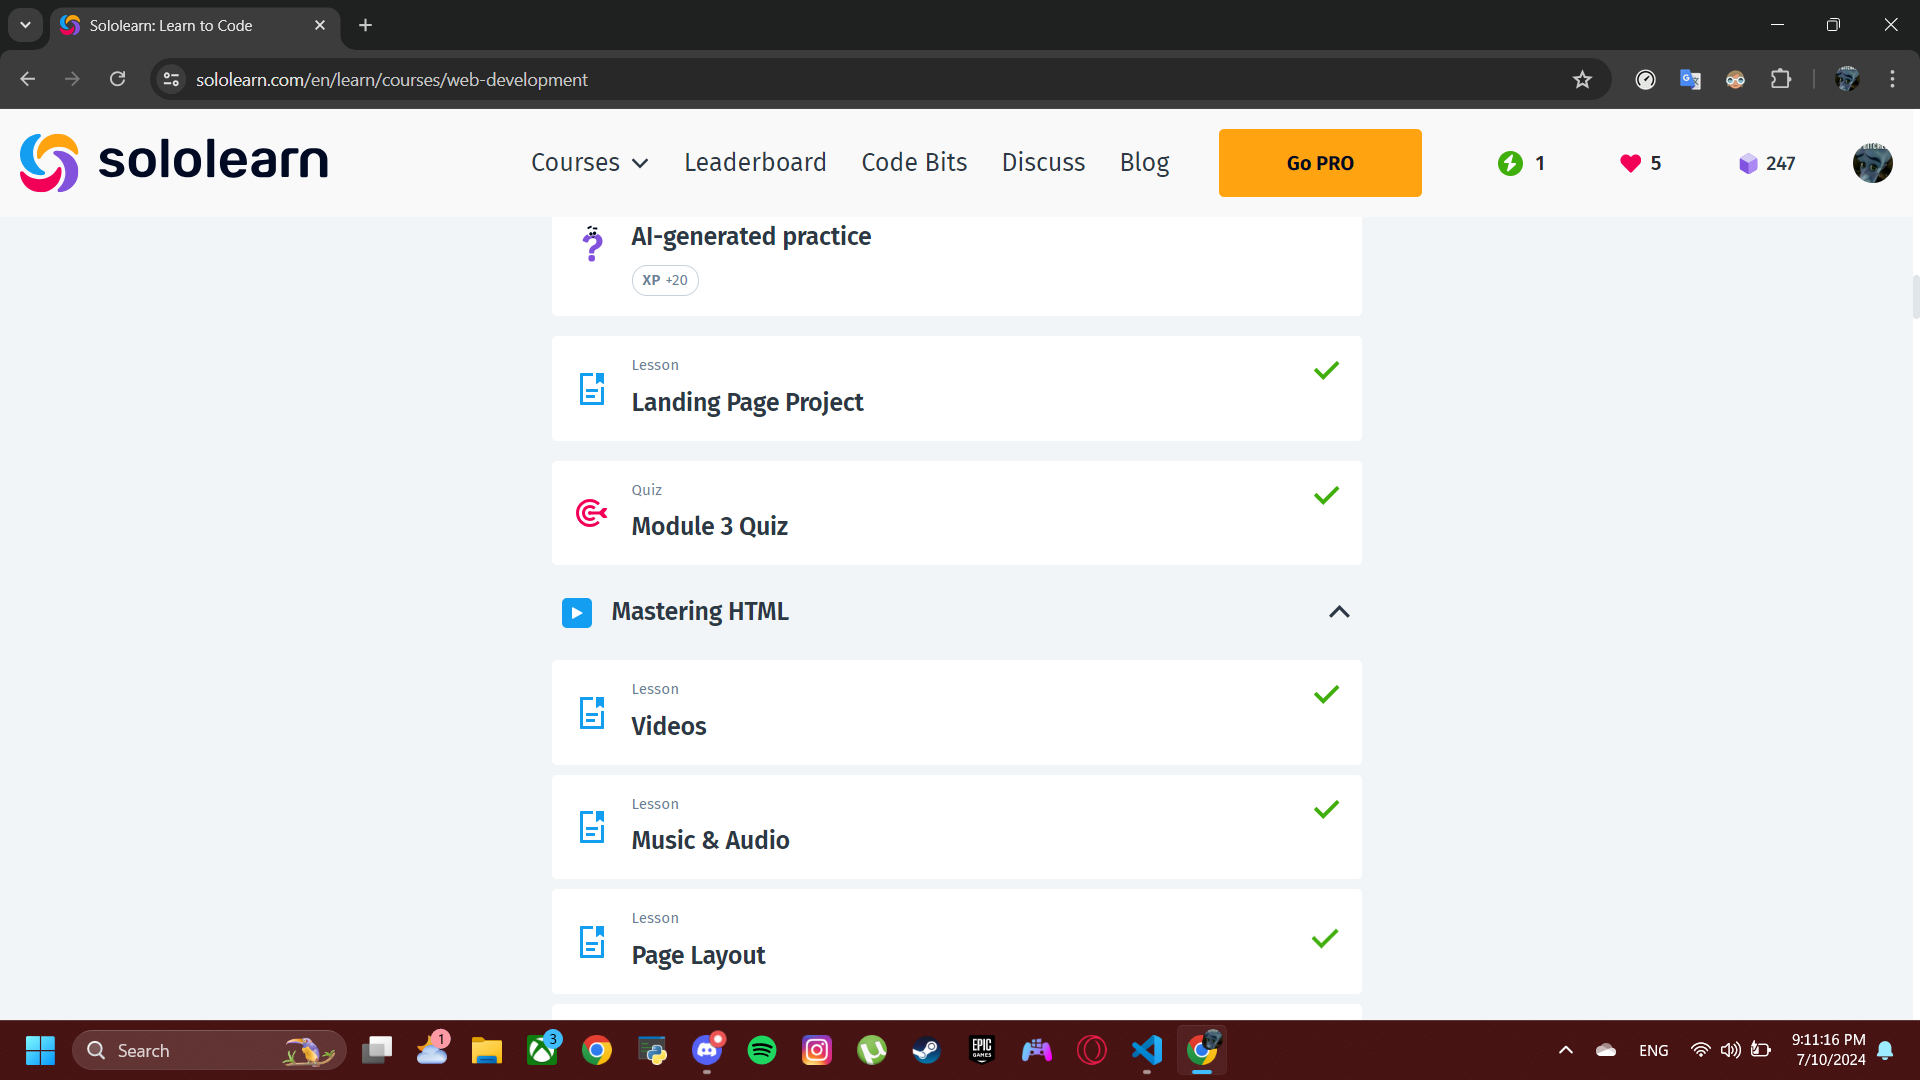 Sololearn: Learn to Code
sololearn.com/en/learn/courses/web-development
sololearn
Courses
Leaderboard
Code Bits
Discuss
Blog
Go PRO
1
5
247
AI-generated practice
XP +20
Lesson
Landing Page Project
Quiz
Module 3 Quiz
Mastering HTML
Lesson
Videos
Lesson
Music & Audio
Lesson
Page Layout
Search
1
3
EPIC
GAMES
ENG
9:11:16 PM
7/10/2024